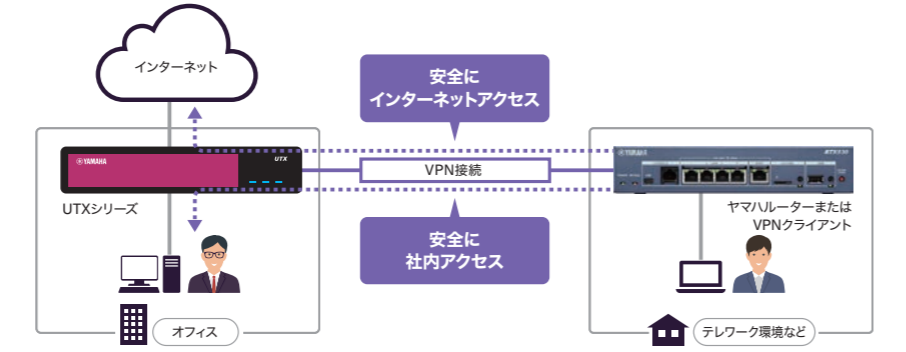 インターネット
安全に
インターネットアクセス
YAMAHA
UTX
YAMAHA
VPN接続
UTXシリーズ
ヤマハルーターまたは
VPNクライアント
安全に
社内アクセス
オフィス
テレワーク環境など